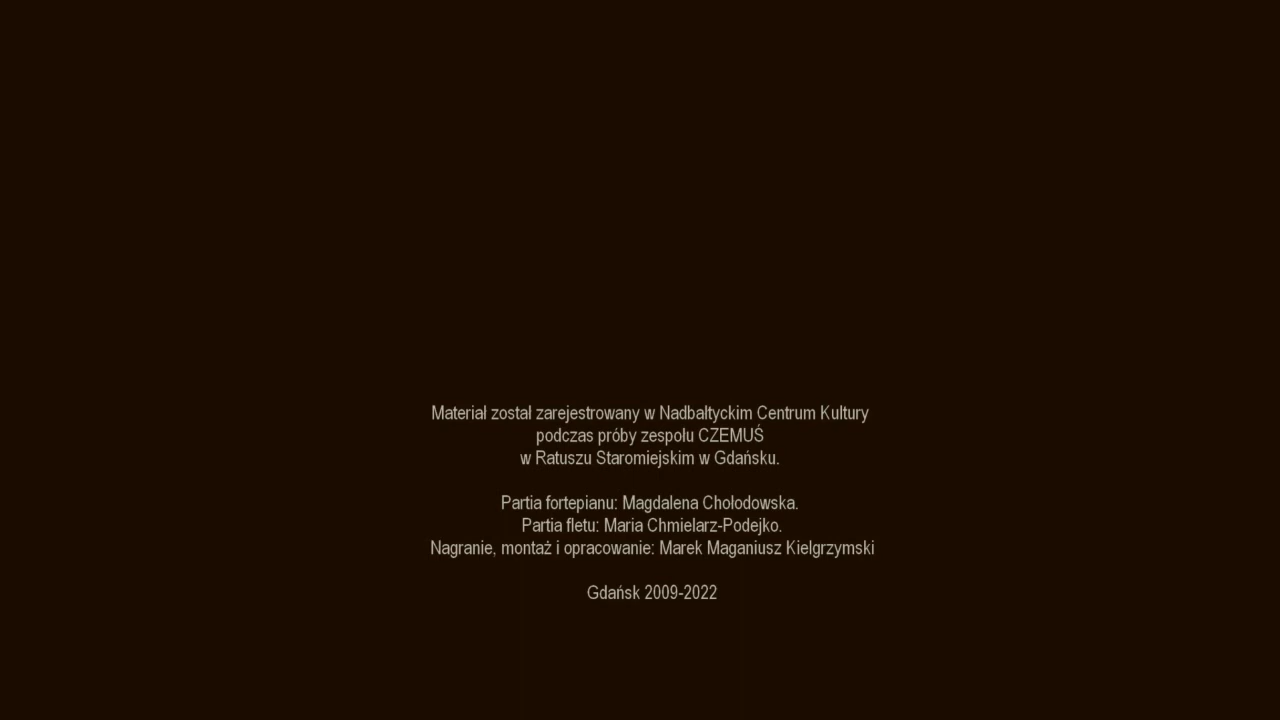 Materiał został zarejestrowany w Nadbałtyckim Centrum Kultury
podczas próby zespołu CZEMUŚ
w Ratuszu Staromiejskim w Gdańsku.
Partia fortepianu: Magdalena Chołodowska.
Partia fletu: Maria Chmielarz-Podejko.
Nagranie, montaż i opracowanie: Marek Maganiusz Kielgrzymski
Gdańsk 2009-2022